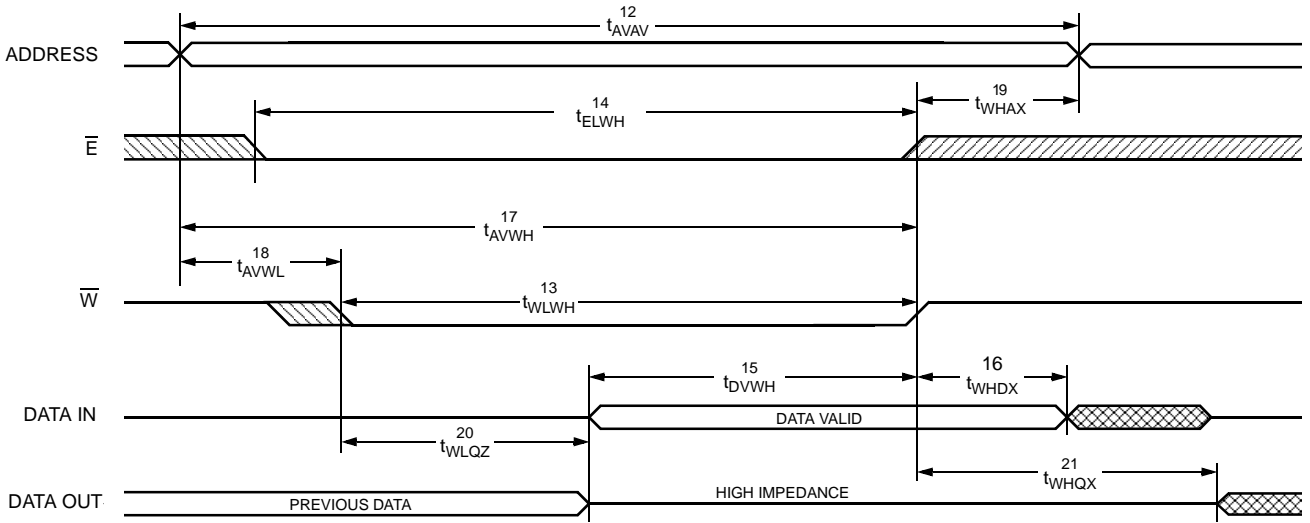 12
tAVAV
ADDRESS
14
tELWH
19
tWHAX
E
17
tAVWH
18
tAVWL
W
13
tWLWH
15
tDVWH
16
tWHDX
DATA IN
DATA VALID
20
tWLQZ
21
tWHQX
DATA OUT
PREVIOUS DATA
HIGH IMPEDANCE